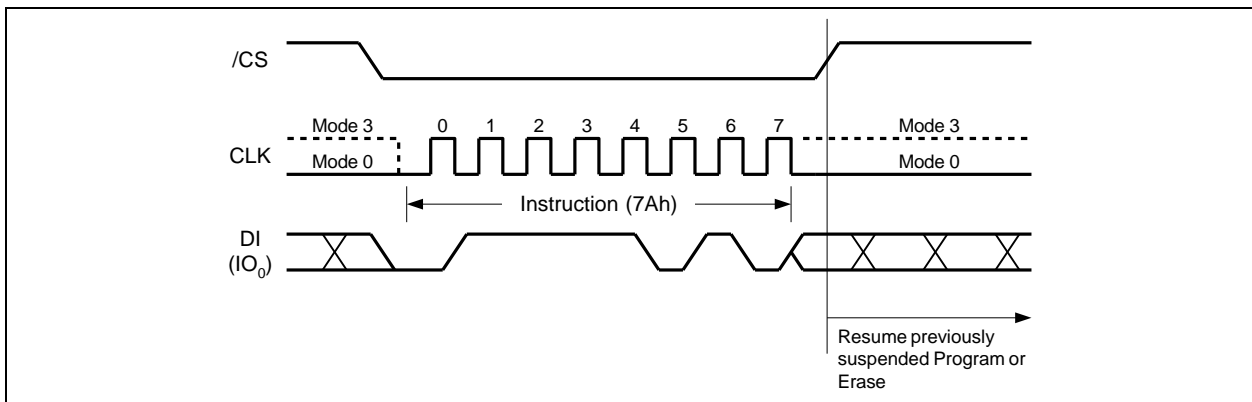 /CS
Mode 3
0 1 2 3 4 5 6 7
Mode 3
CLK
Mode 0
Mode 0
Instruction (7Ah)
DI
(IO0)
Resume previously
suspended Program or
Erase